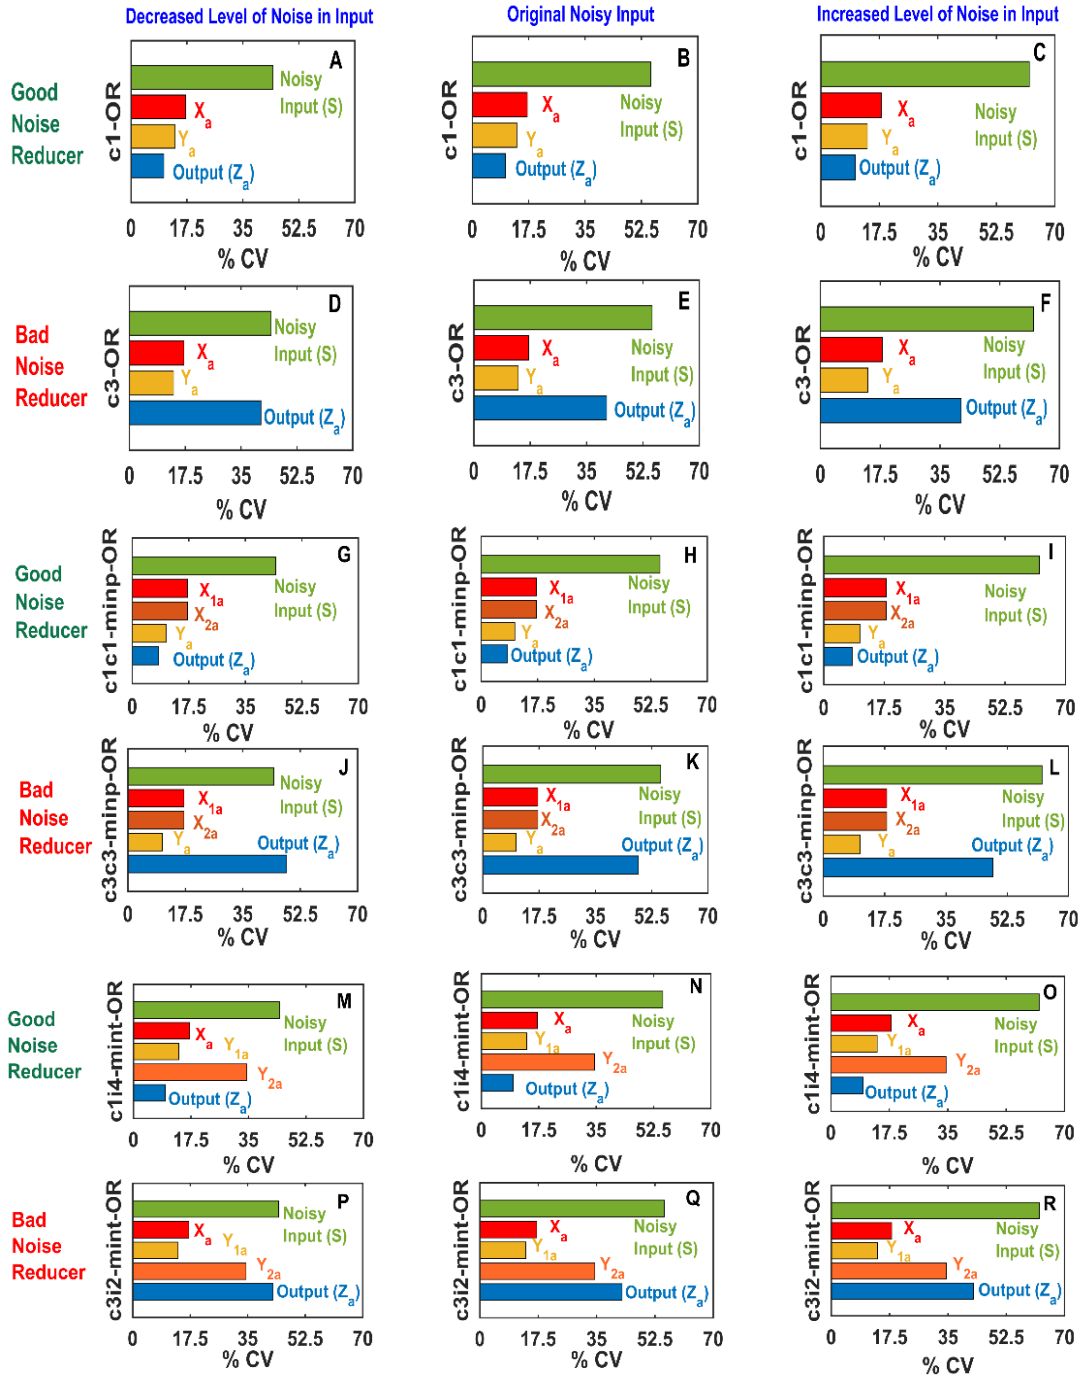 Decreased Level of Noise in Input
Original Noisy Input
Increased Level of Noise in Input
Good
Noise
Reducer
c1-OR
A
Noisy
Input (S)
Xa
Ya
Output (Za)
0 17.5 35 52.5 70
% CV
c1-OR
B
Noisy
Input (S)
Xa
Ya
Output (Za)
0 17.5 35 52.5 70
% CV
c1-OR
C
Noisy
Input (S)
Xa
Ya
Output (Za)
0 17.5 35 52.5 70
% CV
Bad
Noise
Reducer
c3-OR
D
Noisy
Input (S)
Xa
Ya
Output (Za)
0 17.5 35 52.5 70
% CV
c3-OR
E
Noisy
Input (S)
Xa
Ya
Output (Za)
0 17.5 35 52.5 70
% CV
c3-OR
F
Noisy
Input (S)
Xa
Ya
Output (Za)
0 17.5 35 52.5 70
% CV
Good
Noise
Reducer
c1c1-minp-OR
G
Noisy
Input (S)
X1a
X2a
Ya
Output (Za)
0 17.5 35 52.5 70
% CV
c1c1-minp-OR
H
Noisy
Input (S)
X1a
X2a
Ya
Output (Za)
0 17.5 35 52.5 70
% CV
c1c1-minp-OR
I
Noisy
Input (S)
X1a
X2a
Ya
Output (Za)
0 17.5 35 52.5 70
% CV
Bad
Noise
Reducer
c3c3-minp-OR
J
Noisy
Input (S)
X1a
X2a
Ya
Output (Za)
0 17.5 35 52.5 70
% CV
c3c3-minp-OR
K
Noisy
Input (S)
X1a
X2a
Ya
Output (Za)
0 17.5 35 52.5 70
% CV
c3c3-minp-OR
L
Noisy
Input (S)
X1a
X2a
Ya
Output (Za)
0 17.5 35 52.5 70
% CV
Good
Noise
Reducer
c1i4-mint-OR
M
Noisy
Input (S)
Xa
Y1a
Y2a
Output (Za)
0 17.5 35 52.5 70
% CV
c1i4-mint-OR
N
Noisy
Input (S)
Xa
Y1a
Y2a
Output (Za)
0 17.5 35 52.5 70
% CV
c1i4-mint-OR
O
Noisy
Input (S)
Xa
Y1a
Y2a
Output (Za)
0 17.5 35 52.5 70
% CV
Bad
Noise
Reducer
c3i2-mint-OR
P
Noisy
Input (S)
Xa
Y1a
Y2a
Output (Za)
0 17.5 35 52.5 70
% CV
c3i2-mint-OR
Q
Noisy
Input (S)
Xa
Y1a
Y2a
Output (Za)
0 17.5 35 52.5 70
% CV
c3i2-mint-OR
R
Noisy
Input (S)
Xa
Y1a
Y2a
Output (Za)
0 17.5 35 52.5 70
% CV